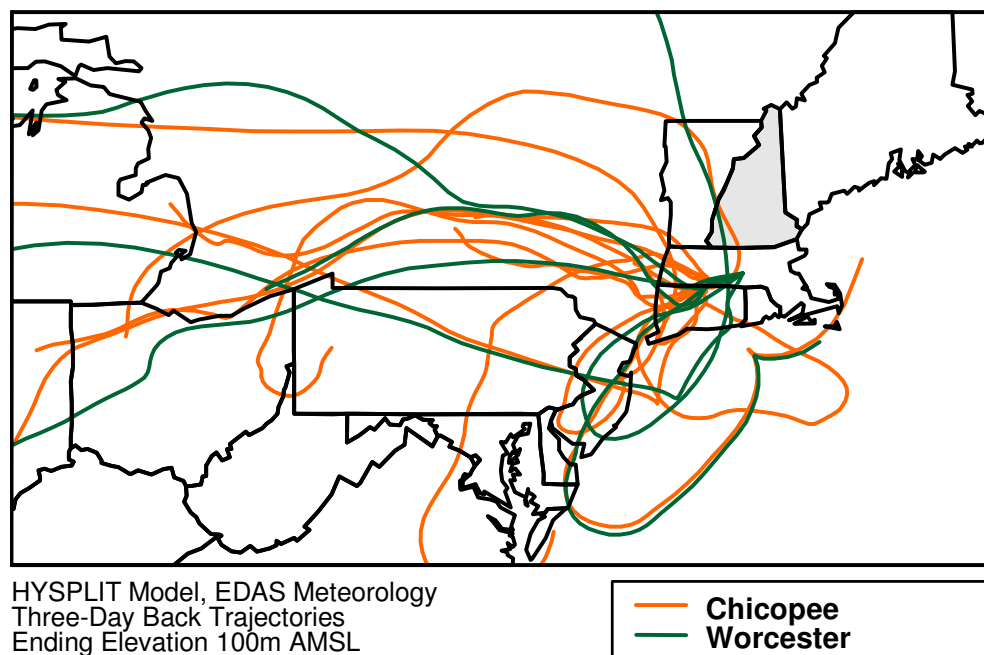 HYSPLIT Model, EDAS Meteorology
Three-Day Back Trajectories
Ending Elevation 100m AMSL
Chicopee
Worcester